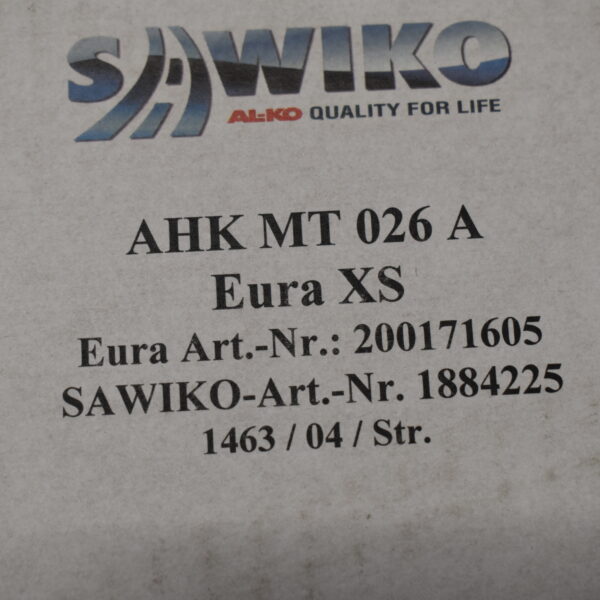 SAWIKO
AL-KO QUALITY FOR LIFE
AHK MT 026 A
Eura XS
Eura Art.-Nr.: 200171605
SAWIKO-Art.-Nr. 1884225
1463 / 04 / Str.